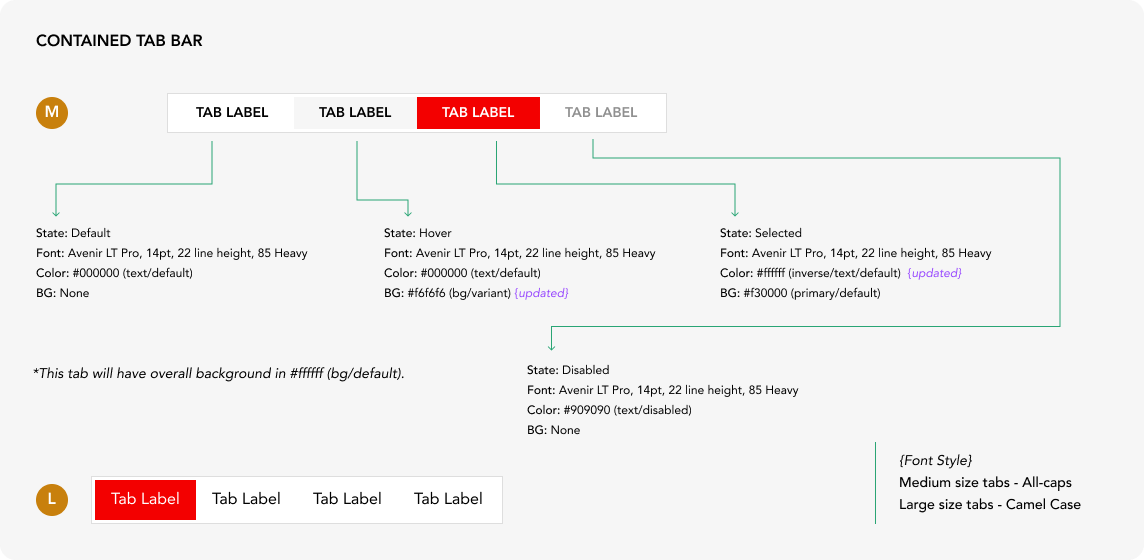 CONTAINED TAB BAR
M
TAB LABEL TAB LABEL TAB LABEL TAB LABEL
State: Default
Font: Avenir LT Pro, 14pt, 22 line height, 85 Heavy
Color: #000000 (text/default)
BG: None
State: Hover
Font: Avenir LT Pro, 14pt, 22 line height, 85 Heavy
Color: #000000 (text/default)
BG: #f6f6f6 (bg/variant) {updated}
State: Selected
Font: Avenir LT Pro, 14pt, 22 line height, 85 Heavy
Color: #ffffff (inverse/text/default) {updated}
BG: #f30000 (primary/default)
*This tab will have overall background in #ffffff (bg/default).
State: Disabled
Font: Avenir LT Pro, 14pt, 22 line height, 85 Heavy
Color: #909090 (text/disabled)
BG: None
L
Tab Label Tab Label Tab Label Tab Label
{Font Style}
Medium size tabs - All-caps
Large size tabs - Camel Case